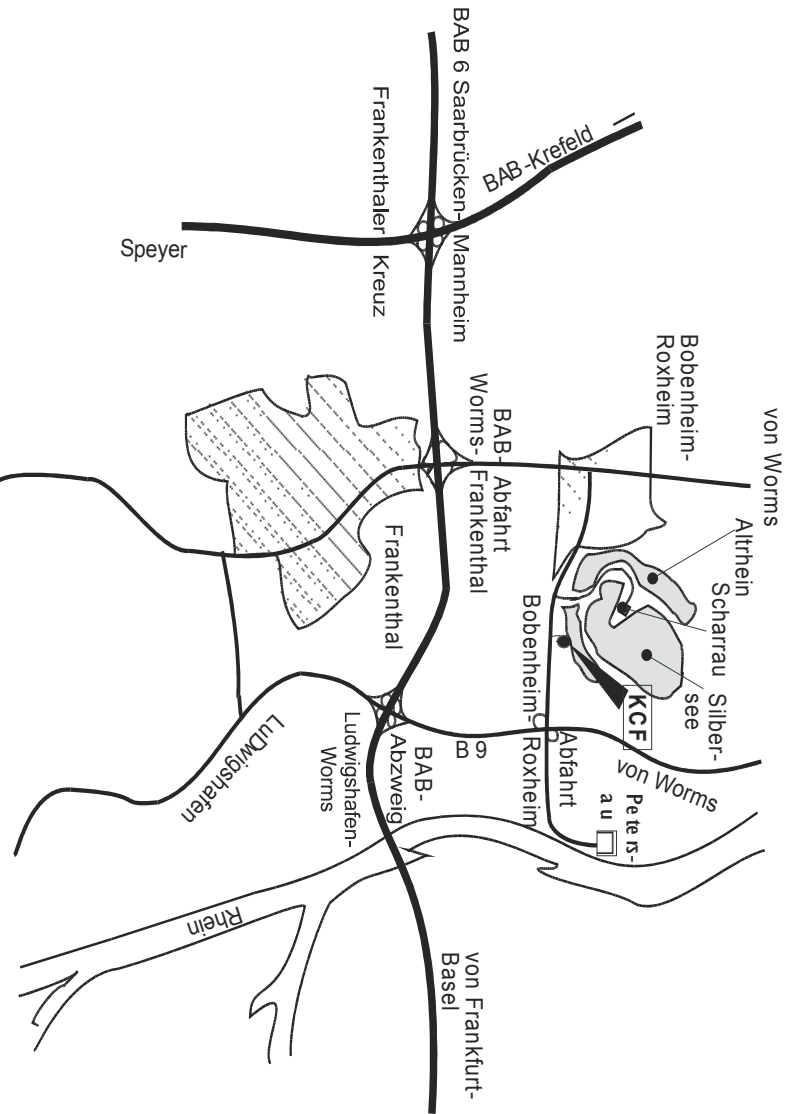 BAB 6 Saarbrücken- Mannheim
Frankenthaler Kreuz
BAB-Krefeld
Speyer
Bobenheim-
Roxheim
von Worms
BAB- Abfahrt
Worms- Frankenthal
Frankenthal
Altrhein
Scharrau
Silber-
see
KCF
Bobenheim- Roxheim
Abfahrt
von Worms
Peters-
au
B9
BAB-
Abzweig
Ludwigshafen-
Worms
LuDwigshafen
Rhein
von Frankfurt-
Basel